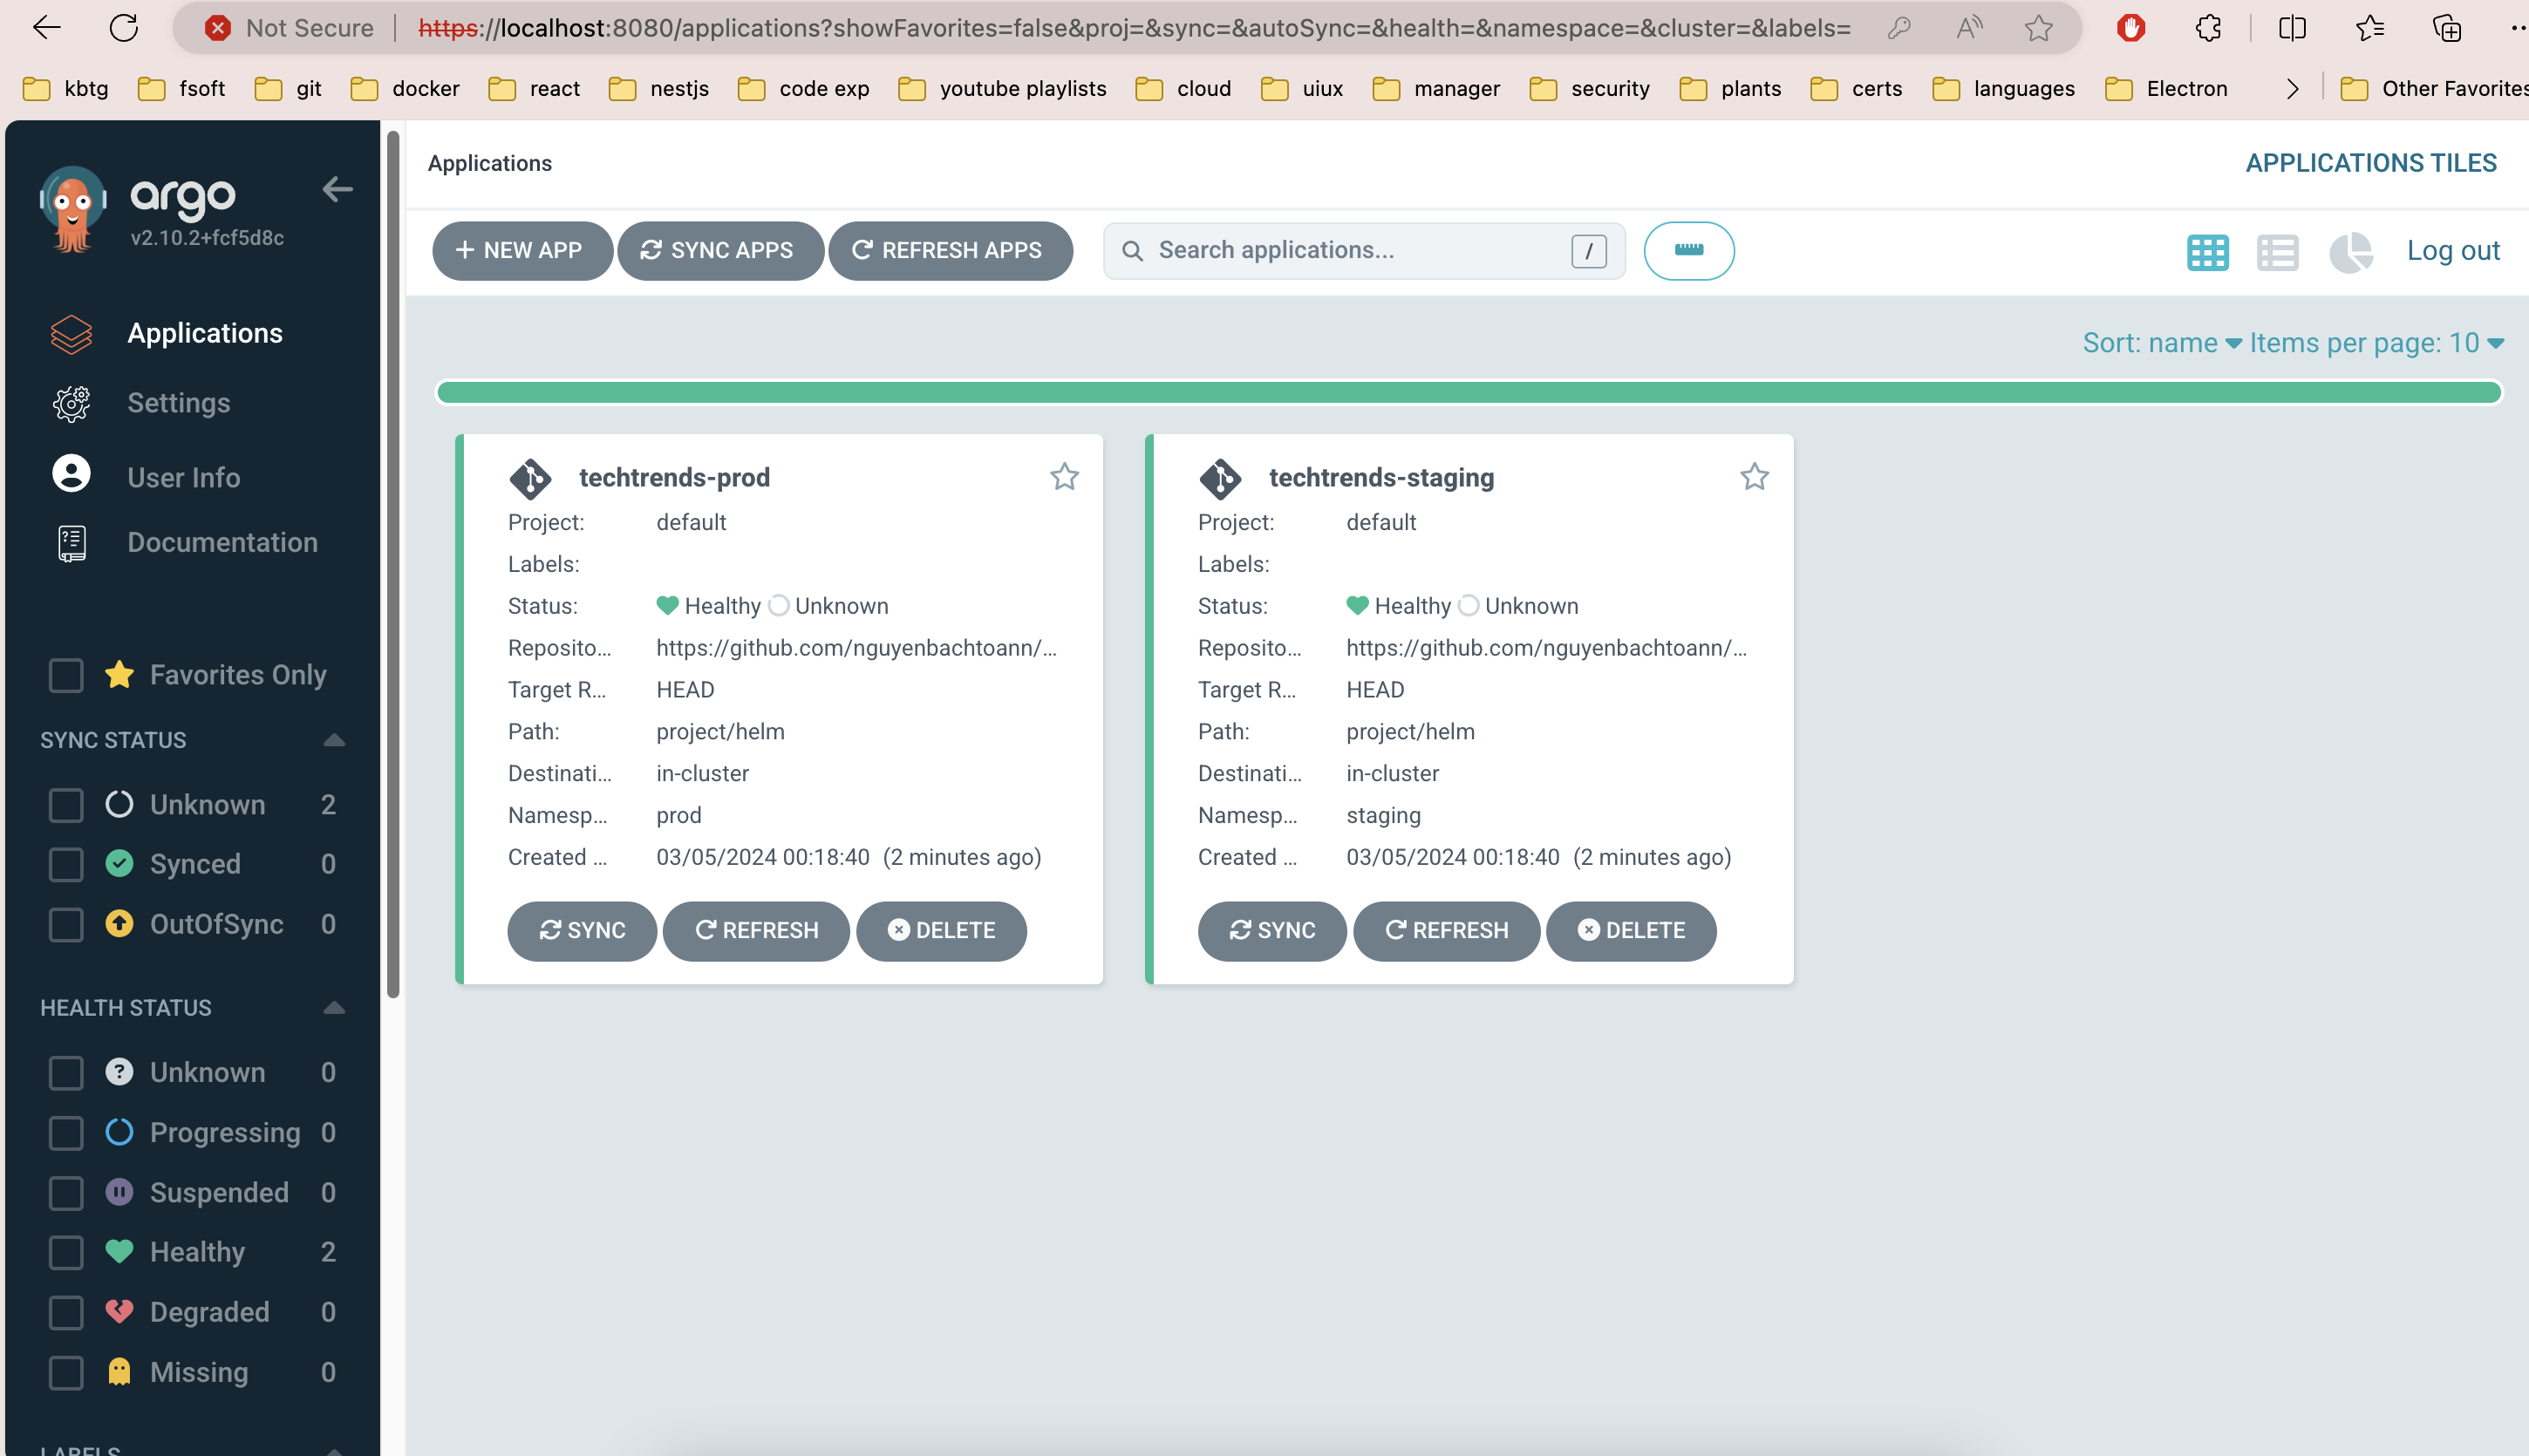 Not Secure https://localhost:8080/applications?showFavorites=false&proj=&sync=&autoSync=&health=&namespace=&cluster=&labels=
kbtg fsoft git docker react nestjs code exp youtube playlists cloud uiux manager security plants certs languages Electron Other Favorites
argo
v2.10.2+fcf5d8c
Applications
Settings
User Info
Documentation
Favorites Only
SYNC STATUS
Unknown 2
Synced 0
OutOfSync 0
HEALTH STATUS
Unknown 0
Progressing 0
Suspended 0
Healthy 2
Degraded 0
Missing 0
LABELS
Applications APPLICATIONS TILES
+ NEW APP SYNC APPS REFRESH APPS Search applications... / Log out
Sort: name Items per page: 10
techtrends-prod
Project: default
Labels:
Status: Healthy Unknown
Reposito... https://github.com/nguyenbachtoann/...
Target R... HEAD
Path: project/helm
Destinati... in-cluster
Namesp... prod
Created ... 03/05/2024 00:18:40 (2 minutes ago)
SYNC REFRESH DELETE
techtrends-staging
Project: default
Labels:
Status: Healthy Unknown
Reposito... https://github.com/nguyenbachtoann/...
Target R... HEAD
Path: project/helm
Destinati... in-cluster
Namesp... staging
Created ... 03/05/2024 00:18:40 (2 minutes ago)
SYNC REFRESH DELETE